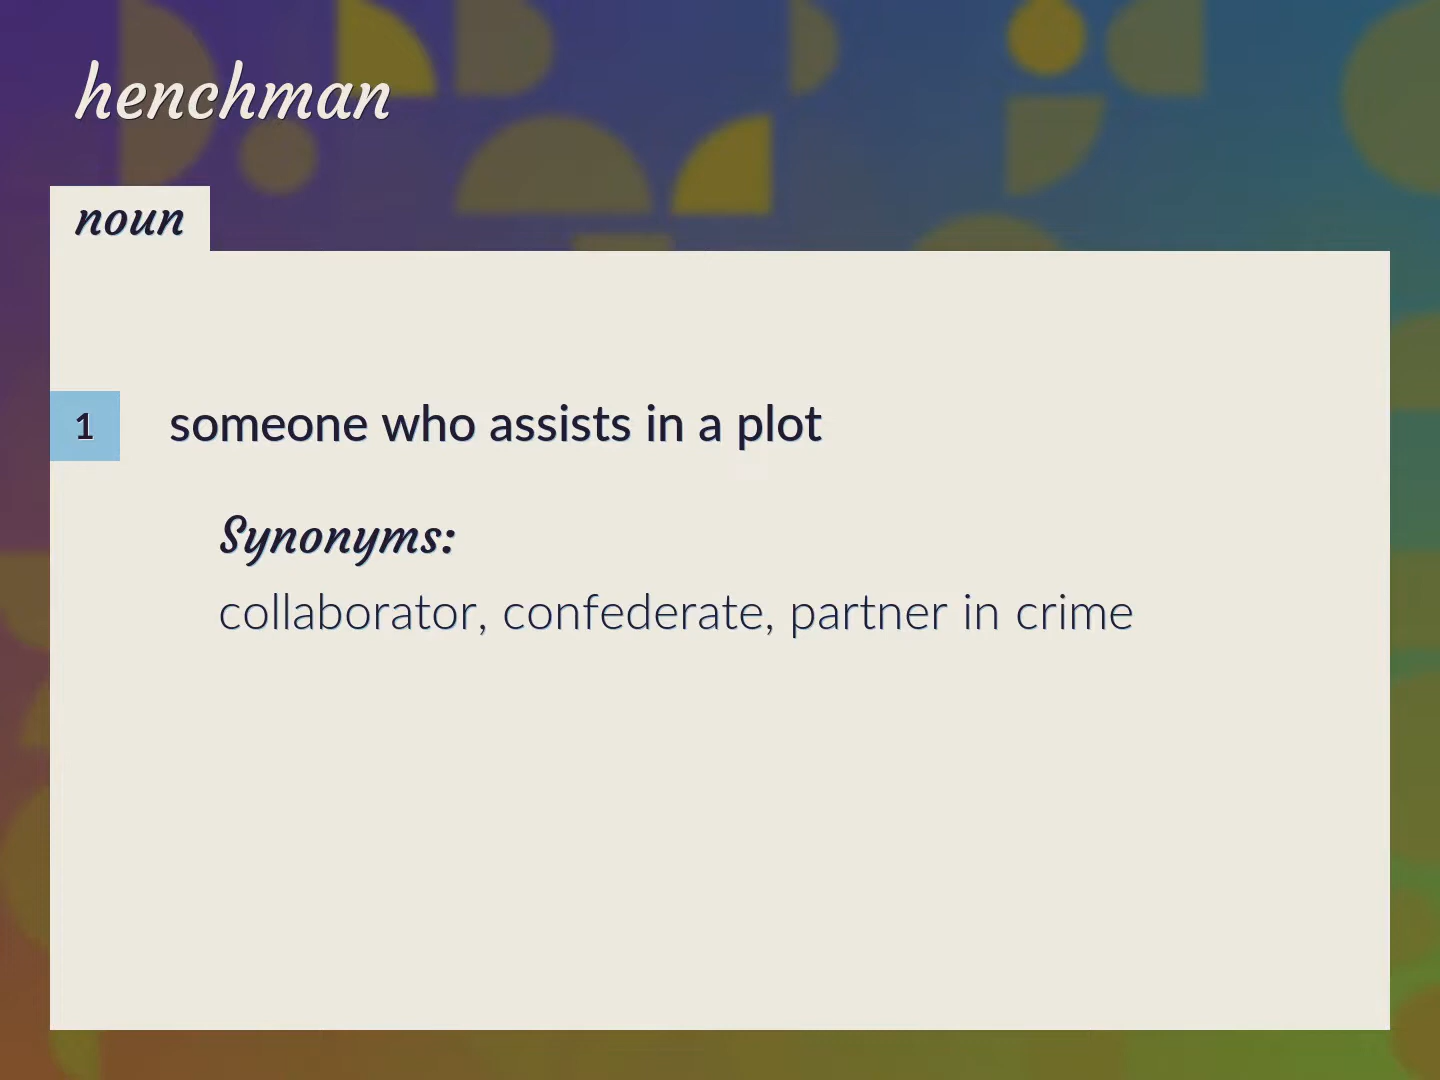 henchman
noun
1 someone who assists in a plot
Synonyms:
collaborator, confederate, partner in crime